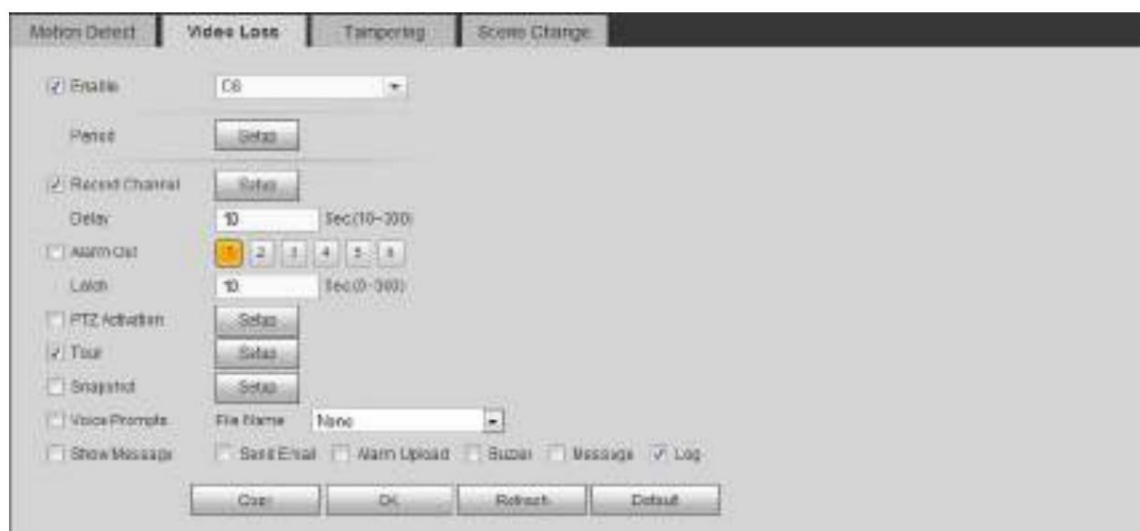 Motion Detect Video Loss Tampering Scene Change
Enable
Period Setup
Record Channel Setup
Delay 10 Sec.(10~300)
Alarm Out 1 2 3 4 5 6
Latch 10 Sec.(0~300)
PTZ Activation Setup
Tour Setup
Snapshot Setup
Voice Prompts File Name None
Show Message Send Email Alarm Upload Buzzer Message Log
Copy OK Refresh Default